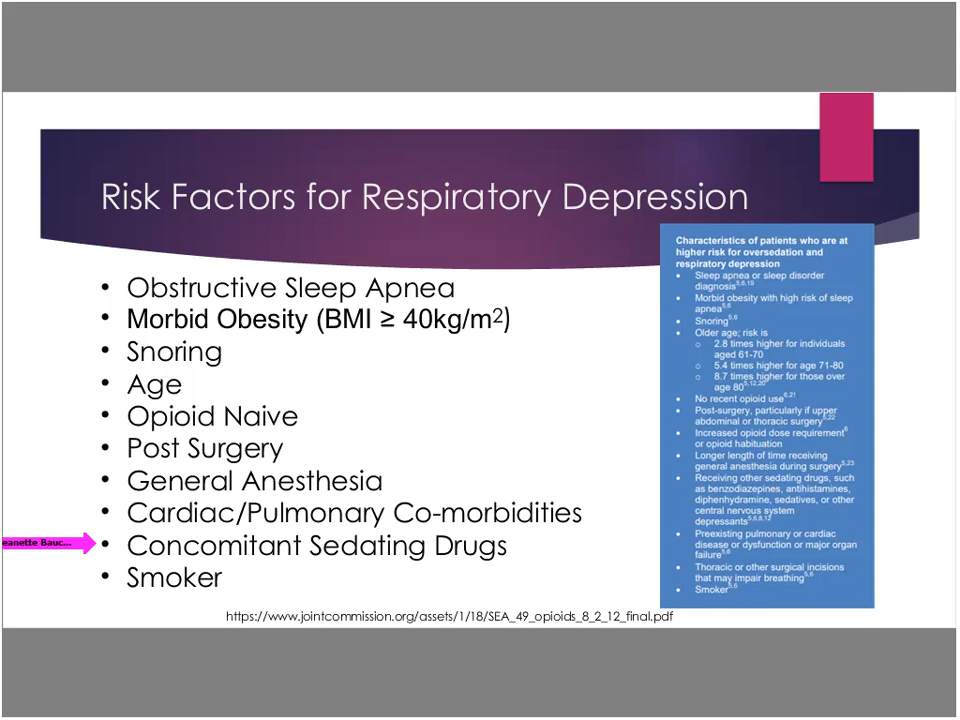 Risk Factors for Respiratory Depression
• Obstructive Sleep Apnea
• Morbid Obesity (BMI ≥ 40kg/m2)
• Snoring
• Age
• Opioid Naive
• Post Surgery
• General Anesthesia
• Cardiac/Pulmonary Co-morbidities
eanette Bauc...
• Concomitant Sedating Drugs
• Smoker
Characteristics of patients who are at
higher risk for oversedation and
respiratory depression
• Sleep apnea or sleep disorder
diagnosis5,6,19
• Morbid obesity with high risk of sleep
apnea5,6
• Snoring5,6
• Older age; risk is
o 2.8 times higher for individuals
aged 61-70
o 5.4 times higher for age 71-80
o 8.7 times higher for those over
age 805,12,20
• No recent opioid use6,21
• Post-surgery, particularly if upper
abdominal or thoracic surgery5,22
• Increased opioid dose requirement6
or opioid habituation
• Longer length of time receiving
general anesthesia during surgery5,23
• Receiving other sedating drugs, such
as benzodiazepines, antihistamines,
diphenhydramine, sedatives, or other
central nervous system
depressants5,6,8,12
• Preexisting pulmonary or cardiac
disease or dysfunction or major organ
failure5,6
• Thoracic or other surgical incisions
that may impair breathing5,6
• Smoker5,6
https://www.jointcommission.org/assets/1/18/SEA_49_opioids_8_2_12_final.pdf